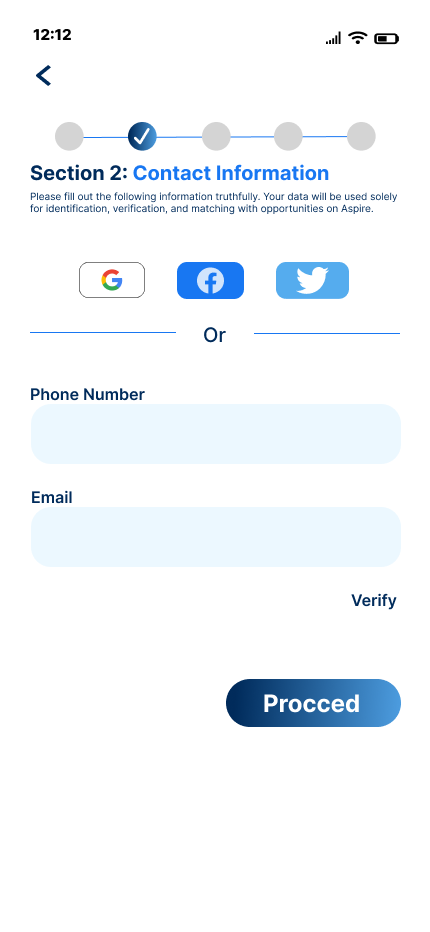 12:12
Section 2: Contact Information
Please fill out the following information truthfully. Your data will be used solely
for identification, verification, and matching with opportunities on Aspire.
Or
Phone Number
Email
Verify
Procced